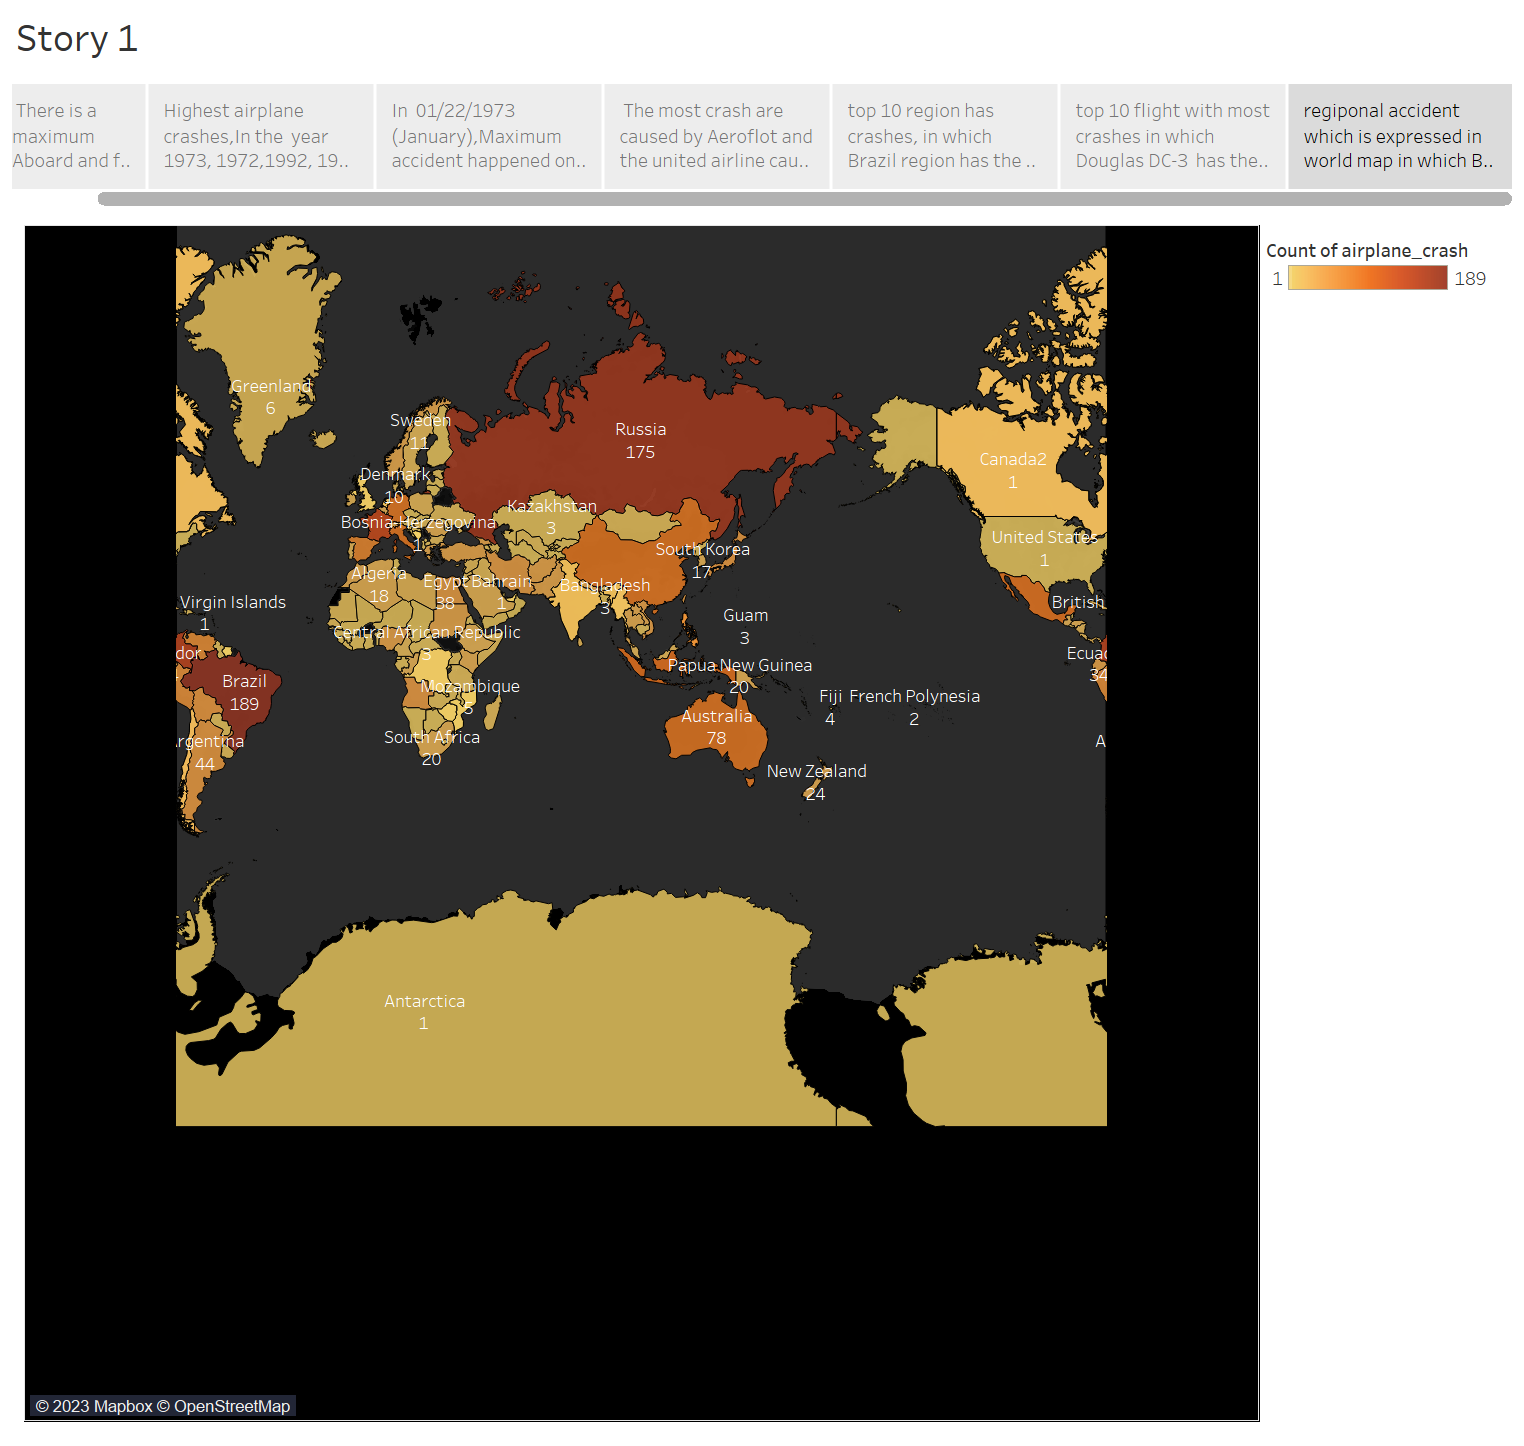 Story 1
There is a
maximum
Aboard and f..
Highest airplane
crashes,In the year
1973, 1972,1992, 19..
In 01/22/1973
(January),Maximum
accident happened on..
The most crash are
caused by Aeroflot and
the united airline cau..
top 10 region has
crashes, in which
Brazil region has the ..
top 10 flight with most
crashes in which
Douglas DC-3 has the..
regiponal accident
which is expressed in
world map in which B..
Count of airplane_crash
1 189
Greenland
6
Sweden
11
Russia
175
Canada2
1
Denmark
10
Kazakhstan
3
Bosnia-Herzegovina
1
United States
1
South Korea
17
Algeria
18
Egypt
38
Bahrain
1
Bangladesh
3
Virgin Islands
1
British
Guam
3
Central African Republic
3
dor
Ecuad
34
Papua New Guinea
20
Brazil
189
Mozambique
5
Fiji
4
French Polynesia
2
Australia
78
South Africa
20
rgentina
44
A
New Zealand
24
Antarctica
1
© 2023 Mapbox © OpenStreetMap